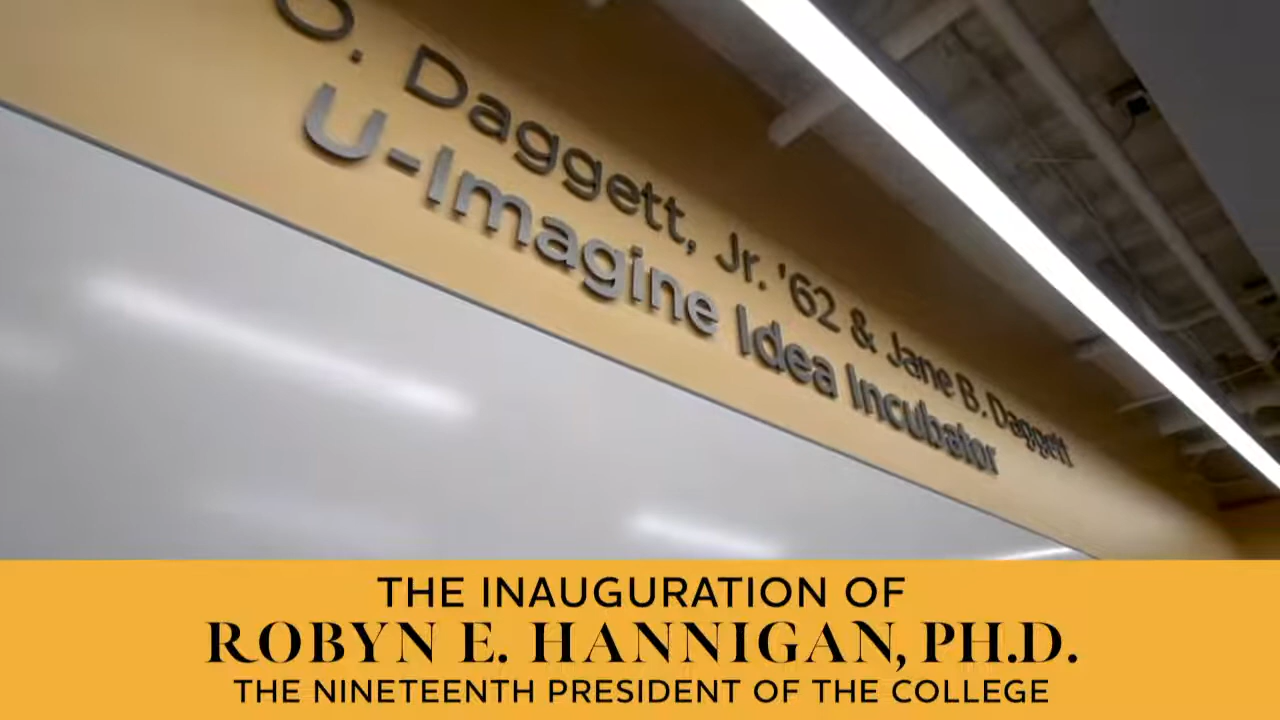 O. Daggett, Jr. '62 & Jane B. Daggett
U-Imagine Idea Incubator
THE INAUGURATION OF
ROBYN E. HANNIGAN, PH.D.
THE NINETEENTH PRESIDENT OF THE COLLEGE